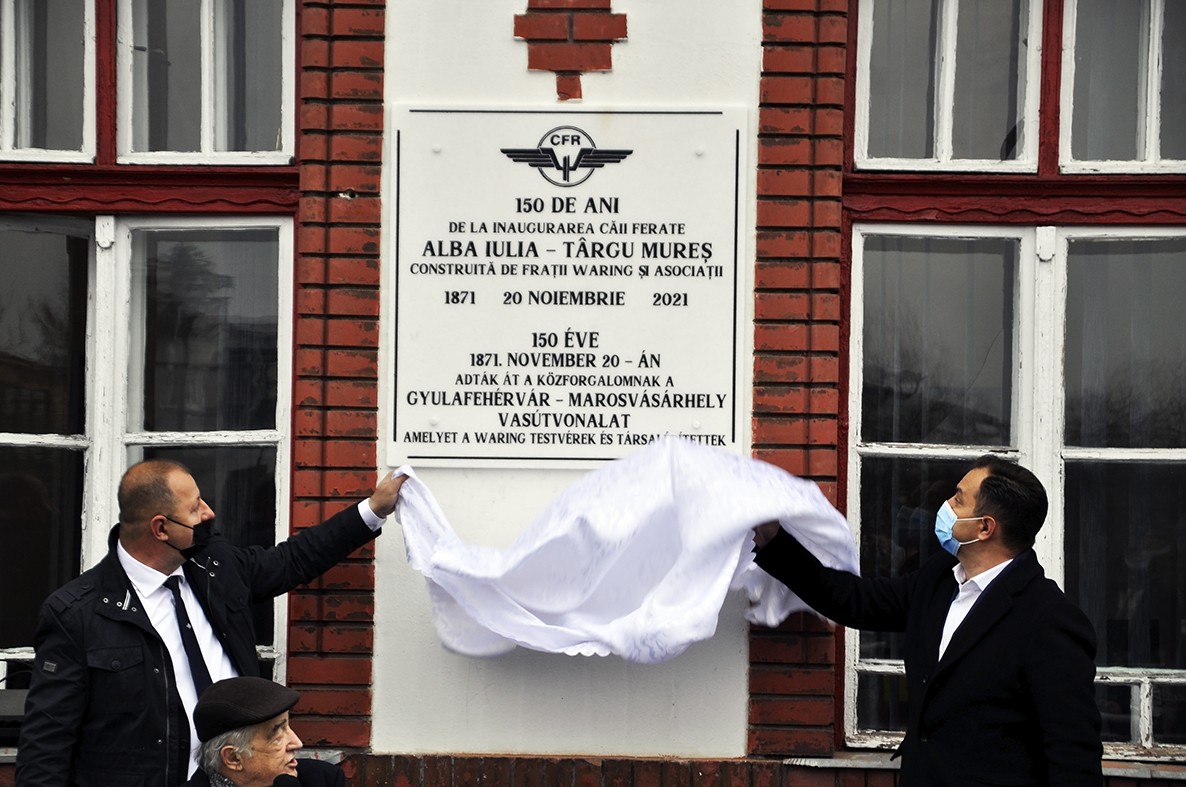 CFR
150 DE ANI
DE LA INAUGURAREA CĂII FERATE
ALBA IULIA – TÂRGU MUREȘ
CONSTRUITĂ DE FRAȚII WARING ȘI ASOCIAȚII
1871 20 NOIEMBRIE 2021
150 ÉVE
1871. NOVEMBER 20 – ÁN
ADTÁK ÁT A KÖZFORGALOMNAK A
GYULAFEHÉRVÁR – MAROSVÁSÁRHELY
VASÚTVONALAT
AMELYET A WARING TESTVÉREK ÉS